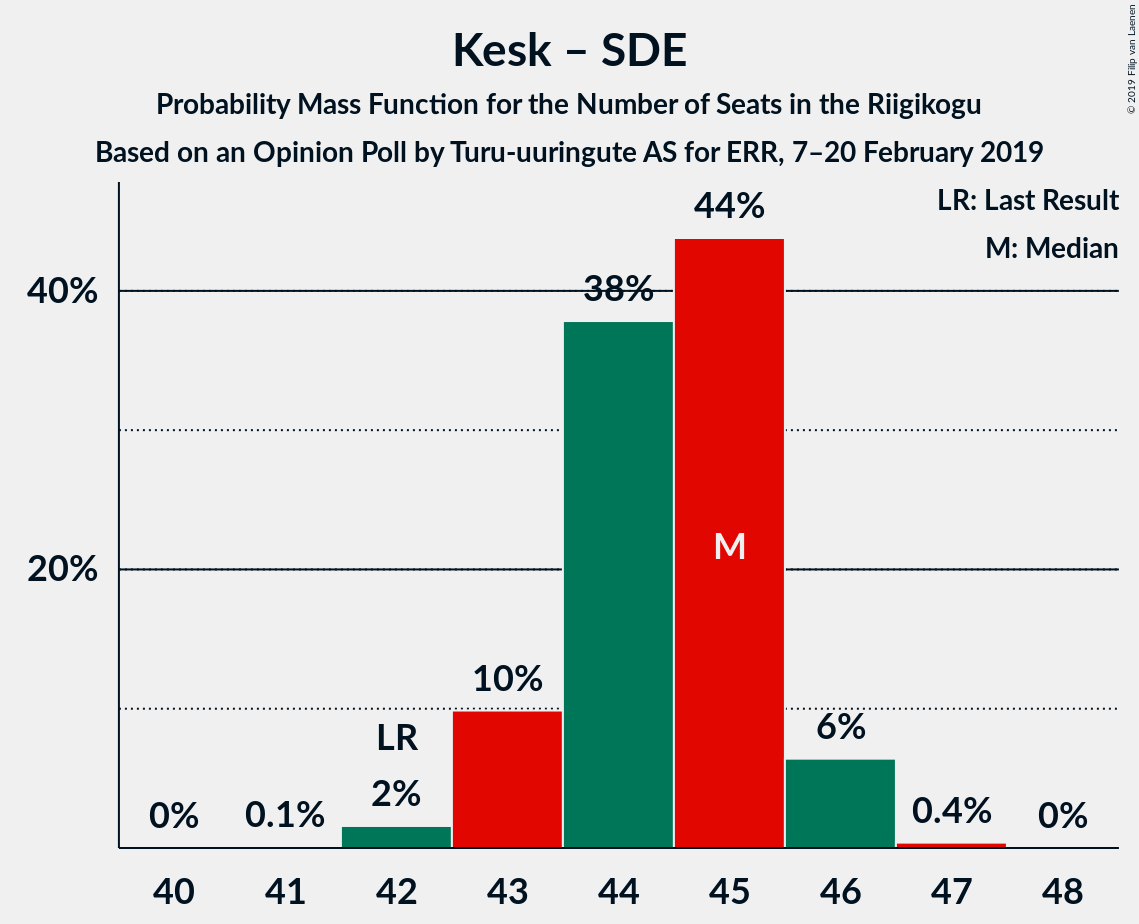 Kesk – SDE
Probability Mass Function for the Number of Seats in the Riigikogu
Based on an Opinion Poll by Turu-uuringute AS for ERR, 7–20 February 2019
© 2019 Filip van Laenen
LR: Last Result
M: Median
44%
40%
38%
M
20%
10%
LR
6%
2%
0%
0.1%
0.4%
0%
40 41 42 43 44 45 46 47 48